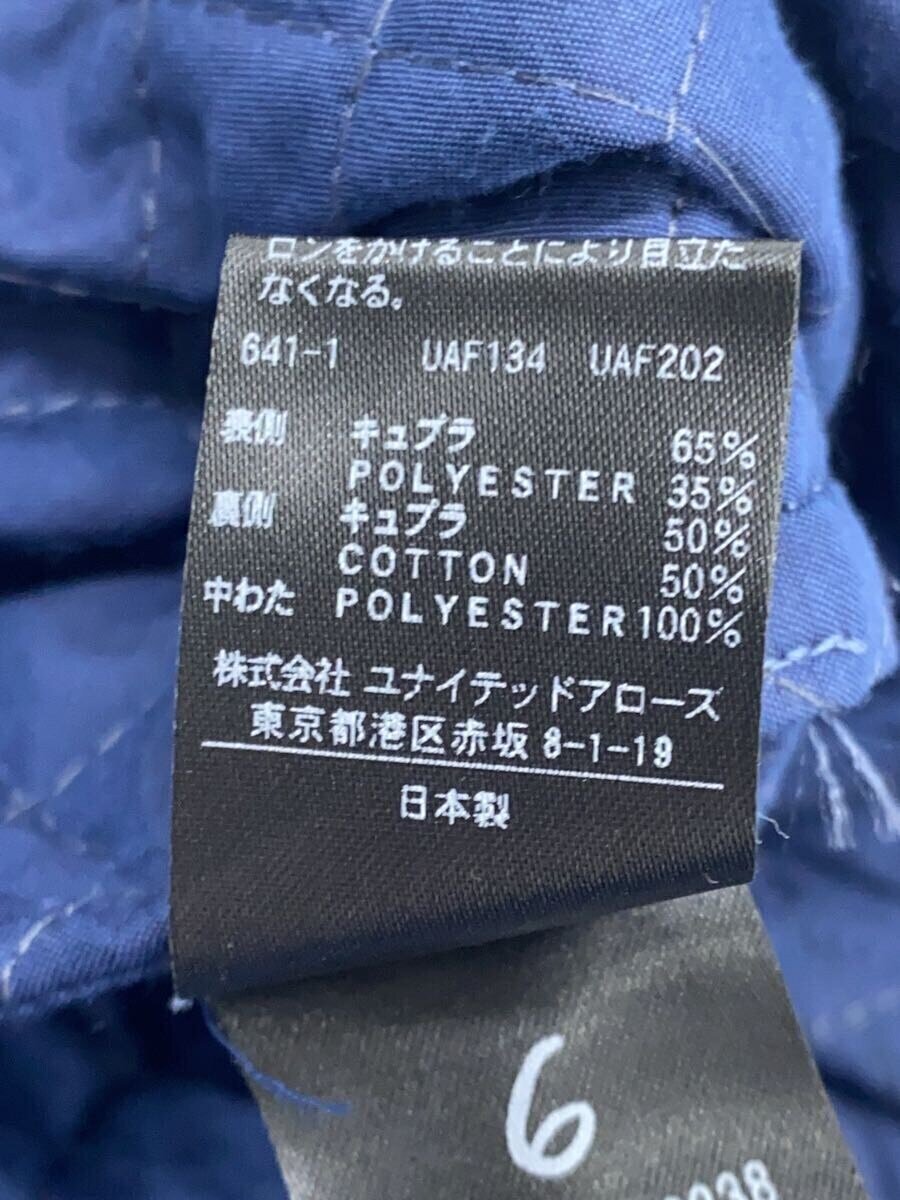 ロンをかけることにより目立た
なくなる。
641-1 UAF134 UAF202
表側 キュプラ 65%
POLYESTER 35%
裏側 キュプラ 50%
COTTON 50%
中わた POLYESTER 100%
株式会社 ユナイテッドアローズ
東京都港区赤坂 8-1-19
日本製
6